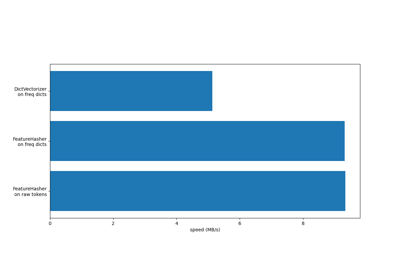 DictVectorizer
on freq dicts
FeatureHasher
on freq dicts
FeatureHasher
on raw tokens
0 2 4 6 8
speed (MB/s)